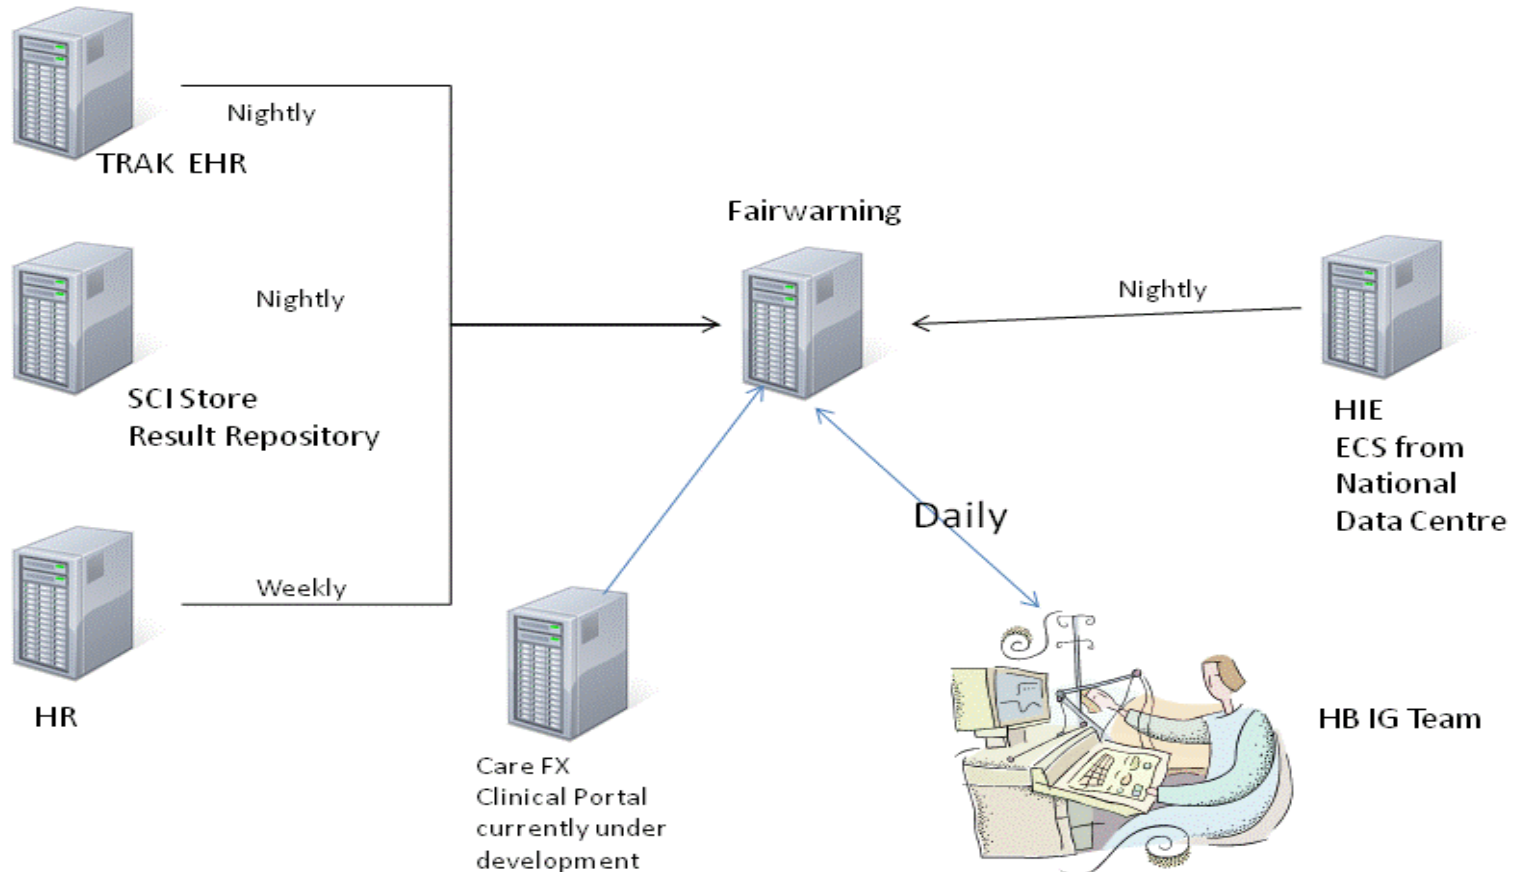 Nightly
TRAK EHR
Nightly
SCI Store
Result Repository
Weekly
HR
Fairwarning
Nightly
HIE
ECS from
National
Data Centre
Daily
Care FX
Clinical Portal
currently under
development
HB IG Team